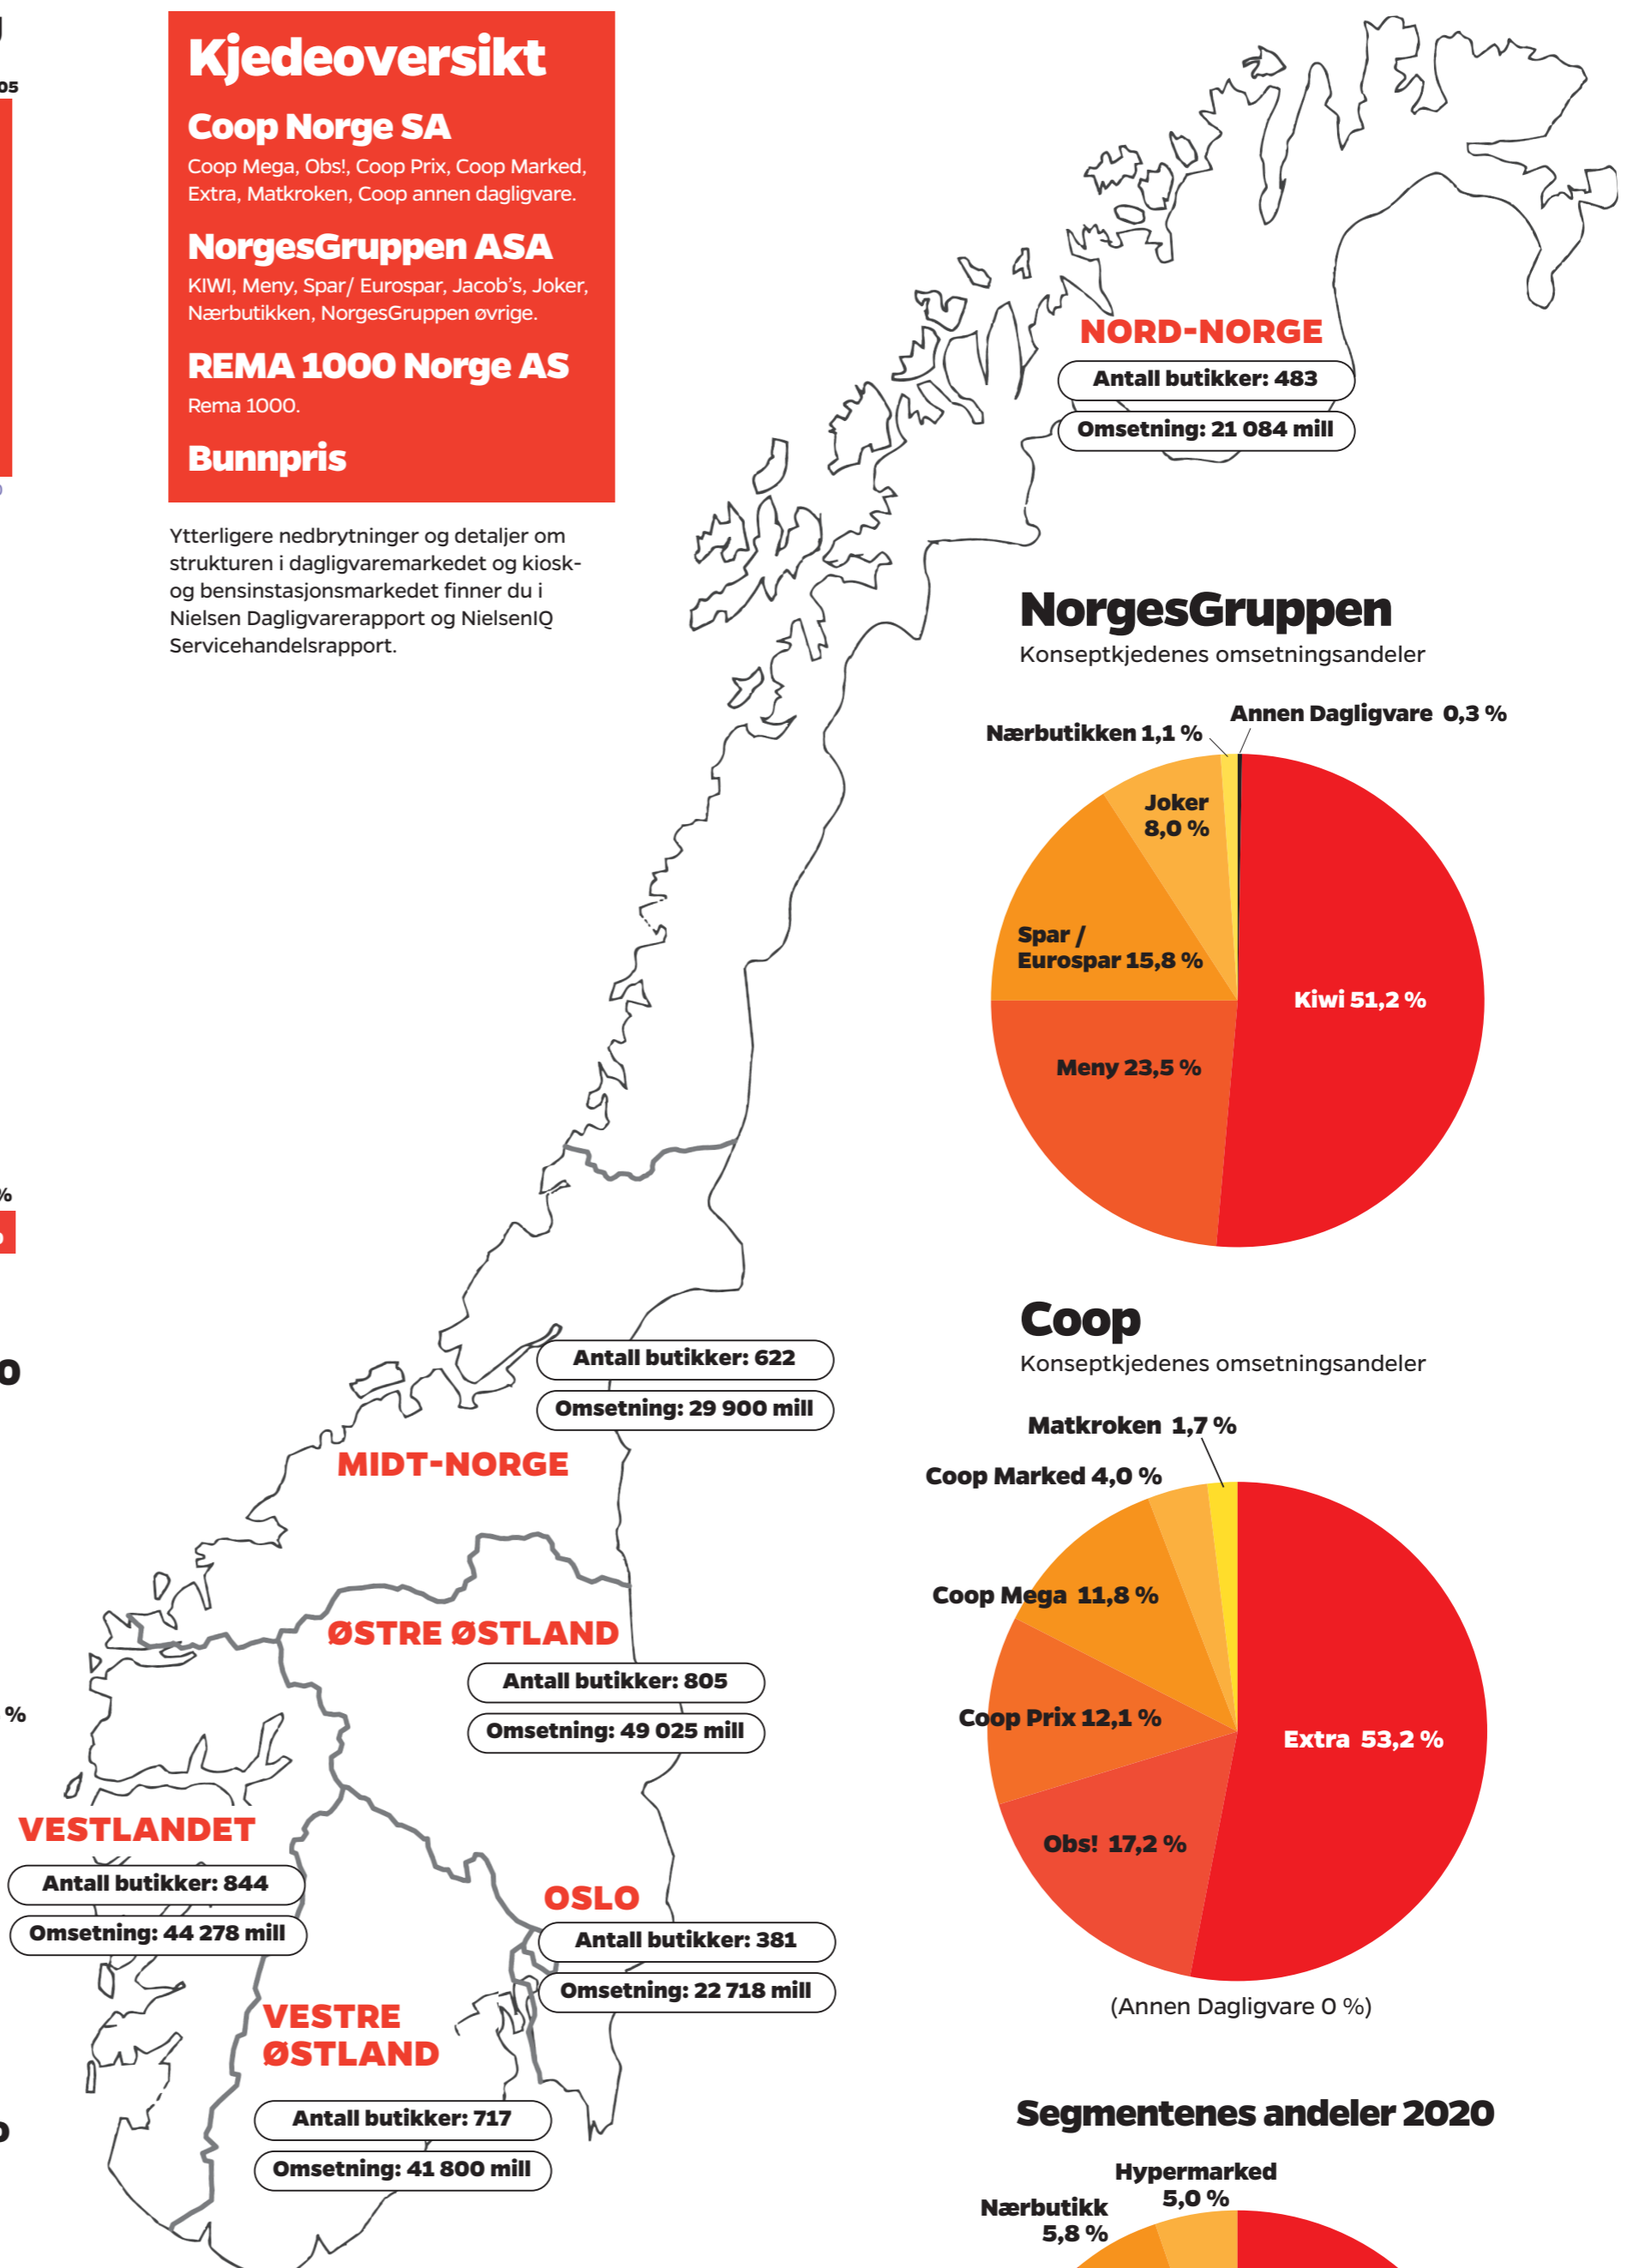 05
%
%
Kjedeoversikt
Coop Norge SA
Coop Mega, Obs!, Coop Prix, Coop Marked,
Extra, Matkroken, Coop annen dagligvare.
NorgesGruppen ASA
KIWI, Meny, Spar/ Eurospar, Jacob's, Joker,
Nærbutikken, NorgesGruppen øvrige.
REMA 1000 Norge AS
Rema 1000.
Bunnpris
Ytterligere nedbrytninger og detaljer om
strukturen i dagligvaremarkedet og kiosk-
og bensinstasjonsmarkedet finner du i
Nielsen Dagligvarerapport og NielsenIQ
Servicehandelsrapport.
NORD-NORGE
Antall butikker: 483
Omsetning: 21 084 mill
Antall butikker: 622
Omsetning: 29 900 mill
MIDT-NORGE
ØSTRE ØSTLAND
Antall butikker: 805
Omsetning: 49 025 mill
VESTLANDET
Antall butikker: 844
Omsetning: 44 278 mill
OSLO
Antall butikker: 381
Omsetning: 22 718 mill
VESTRE
ØSTLAND
Antall butikker: 717
Omsetning: 41 800 mill
NorgesGruppen
Konseptkjedenes omsetningsandeler
Annen Dagligvare 0,3 %
Nærbutikken 1,1 %
Joker
8,0 %
Spar /
Eurospar 15,8 %
Kiwi 51,2 %
Meny 23,5 %
Coop
Konseptkjedenes omsetningsandeler
Matkroken 1,7 %
Coop Marked 4,0 %
Coop Mega 11,8 %
Coop Prix 12,1 %
Extra 53,2 %
Obs! 17,2 %
(Annen Dagligvare 0 %)
Segmentenes andeler 2020
Hypermarked
5,0 %
Nærbutikk
5,8 %